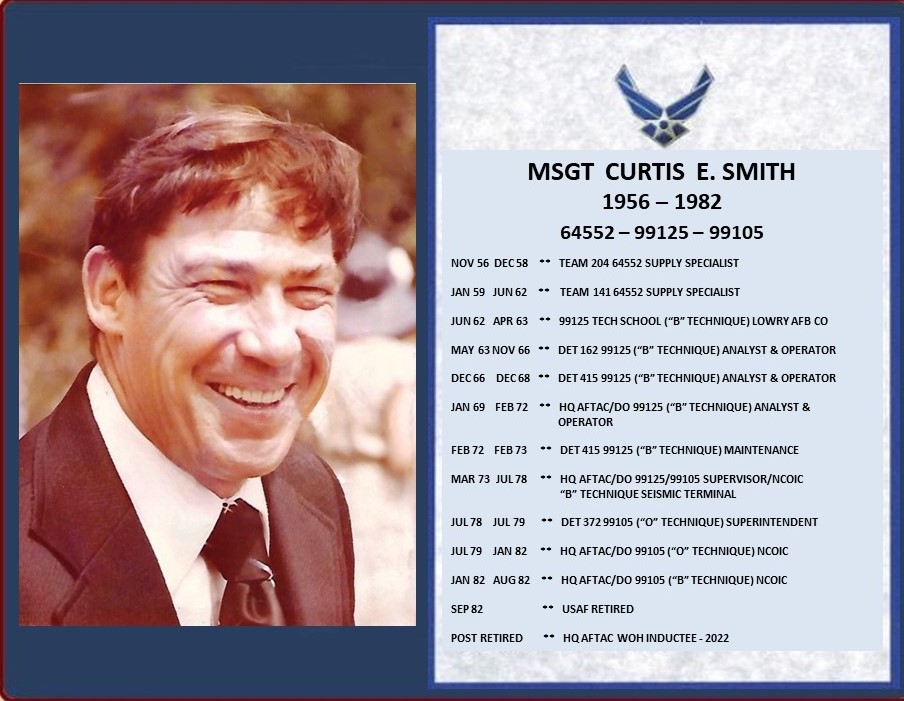 MSGT CURTIS E. SMITH
1956 – 1982
64552 – 99125 – 99105
NOV 56 DEC 58 ** TEAM 204 64552 SUPPLY SPECIALIST
JAN 59 JUN 62 ** TEAM 141 64552 SUPPLY SPECIALIST
JUN 62 APR 63 ** 99125 TECH SCHOOL (“B” TECHNIQUE) LOWRY AFB CO
MAY 63 NOV 66 ** DET 162 99125 (“B” TECHNIQUE) ANALYST & OPERATOR
DEC 66 DEC 68 ** DET 415 99125 (“B” TECHNIQUE) ANALYST & OPERATOR
JAN 69 FEB 72 ** HQ AFTAC/DO 99125 (“B” TECHNIQUE) ANALYST &
OPERATOR
FEB 72 FEB 73 ** DET 415 99125 (“B” TECHNIQUE) MAINTENANCE
MAR 73 JUL 78 ** HQ AFTAC/DO 99125/99105 SUPERVISOR/NCOIC
“B” TECHNIQUE SEISMIC TERMINAL
JUL 78 JUL 79 ** DET 372 99105 (“O” TECHNIQUE) SUPERINTENDENT
JUL 79 JAN 82 ** HQ AFTAC/DO 99105 (“O” TECHNIQUE) NCOIC
JAN 82 AUG 82 ** HQ AFTAC/DO 99105 (“B” TECHNIQUE) NCOIC
SEP 82 ** USAF RETIRED
POST RETIRED ** HQ AFTAC WOH INDUCTEE - 2022